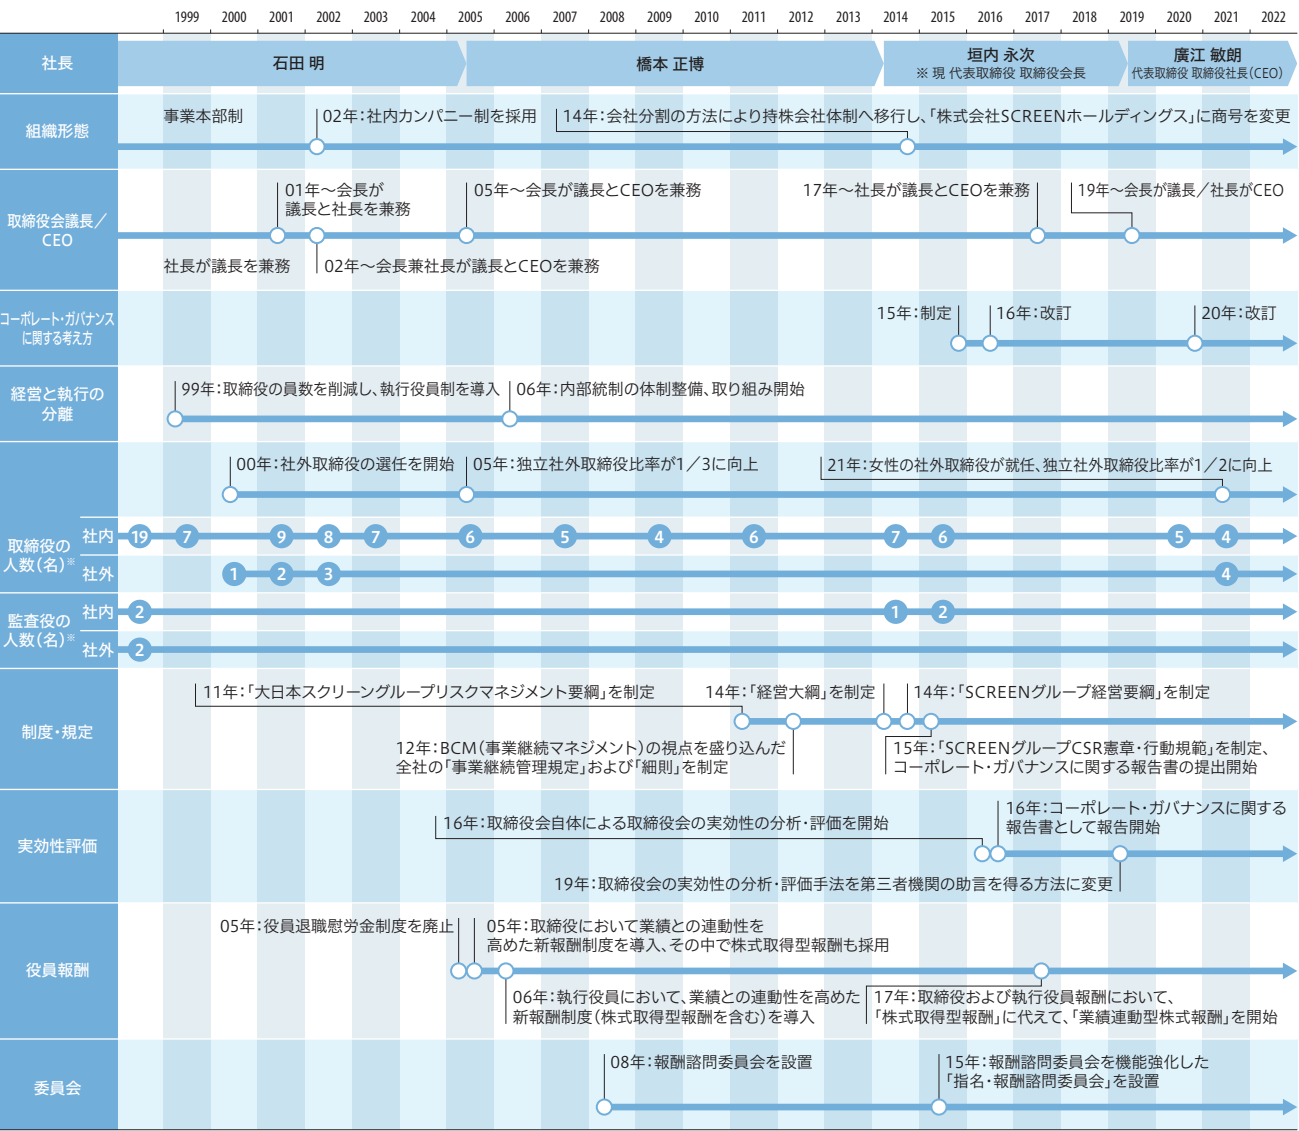 1999 2000 2001 2002 2003 2004 2005 2006 2007 2008 2009 2010 2011 2012 2013 2014 2015 2016 2017 2018 2019 2020 2021 2022
社長
石田 明
橋本 正博
垣内 永次
※ 現 代表取締役 取締役会長
廣江 敏朗
代表取締役 取締役社長（CEO）
組織形態
事業本部制
02年：社内カンパニー制を採用
14年：会社分割の方法により持株会社体制へ移行し、「株式会社SCREENホールディングス」に商号を変更
取締役会議長／
CEO
01年～会長が
議長と社長を兼務
05年～会長が議長とCEOを兼務
17年～社長が議長とCEOを兼務
19年～会長が議長／社長がCEO
社長が議長を兼務
02年～会長兼社長が議長とCEOを兼務
コーポレート・ガバナンス
に関する考え方
15年：制定
16年：改訂
20年：改訂
経営と執行の
分離
99年：取締役の員数を削減し、執行役員制を導入
06年：内部統制の体制整備、取り組み開始
00年：社外取締役の選任を開始
05年：独立社外取締役比率が1／3に向上
21年：女性の社外取締役が就任、独立社外取締役比率が1／2に向上
取締役の
人数（名）※
社内
19 7 9 8 7 6 5 4 6 7 6 5 4
社外
1 2 3 4
監査役の
人数（名）※
社内
2 1 2
社外
2
制度・規定
11年：「大日本スクリーングループリスクマネジメント要綱」を制定
14年：「経営大綱」を制定
14年：「SCREENグループ経営要綱」を制定
12年：BCM（事業継続マネジメント）の視点を盛り込んだ
全社の「事業継続管理規定」および「細則」を制定
15年：「SCREENグループCSR憲章・行動規範」を制定、
コーポレート・ガバナンスに関する報告書の提出開始
実効性評価
16年：取締役会自体による取締役会の実効性の分析・評価を開始
16年：コーポレート・ガバナンスに関する
報告書として報告開始
19年：取締役会の実効性の分析・評価手法を第三者機関の助言を得る方法に変更
役員報酬
05年：役員退職慰労金制度を廃止
05年：取締役において業績との連動性を
高めた新報酬制度を導入、その中で株式取得型報酬も採用
06年：執行役員において、業績との連動性を高めた
新報酬制度（株式取得型報酬を含む）を導入
17年：取締役および執行役員報酬において、
「株式取得型報酬」に代えて、「業績連動型株式報酬」を開始
委員会
08年：報酬諮問委員会を設置
15年：報酬諮問委員会を機能強化した
「指名・報酬諮問委員会」を設置